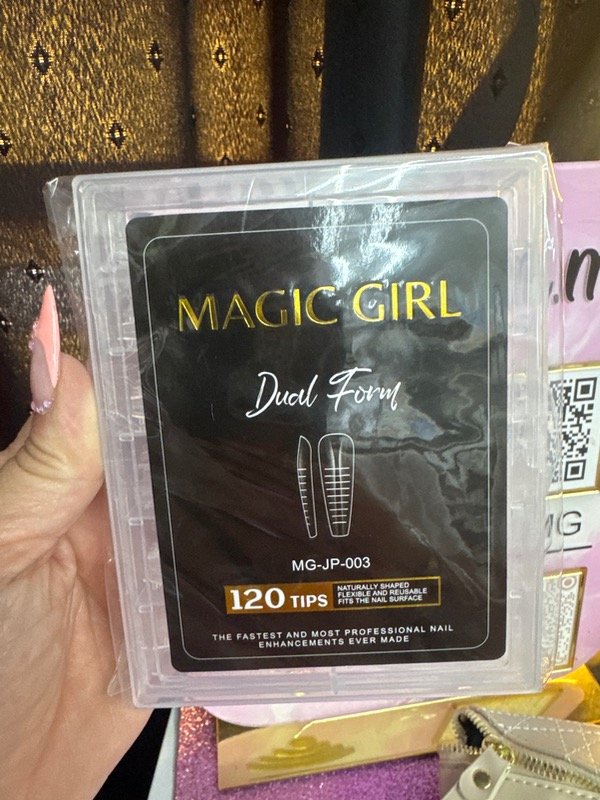 MAGIC GIRL
Dual Form
MG-JP-003
120 TIPS
NATURALLY SHAPED
FLEXIBLE AND REUSABLE
FITS THE NAIL SURFACE
THE FASTEST AND MOST PROFESSIONAL NAIL
ENHANCEMENTS EVER MADE